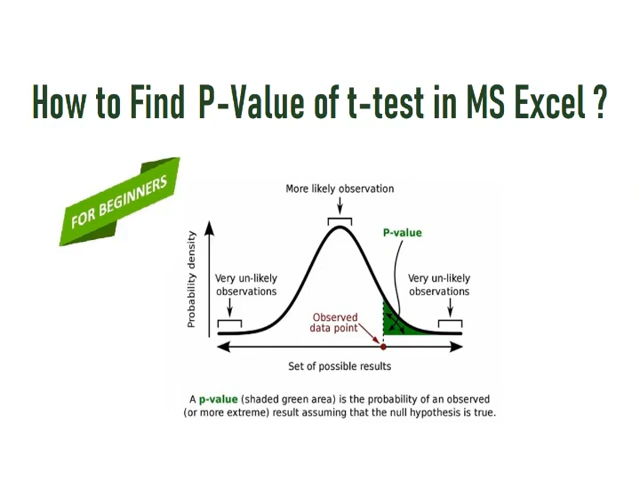 How to Find P-Value of t-test in MS Excel ?
FOR BEGINNERS
More likely observation
P-value
Probability density
Very un-likely
observations
Very un-likely
observations
Observed
data point
Set of possible results
A p-value (shaded green area) is the probability of an observed
(or more extreme) result assuming that the null hypothesis is true.